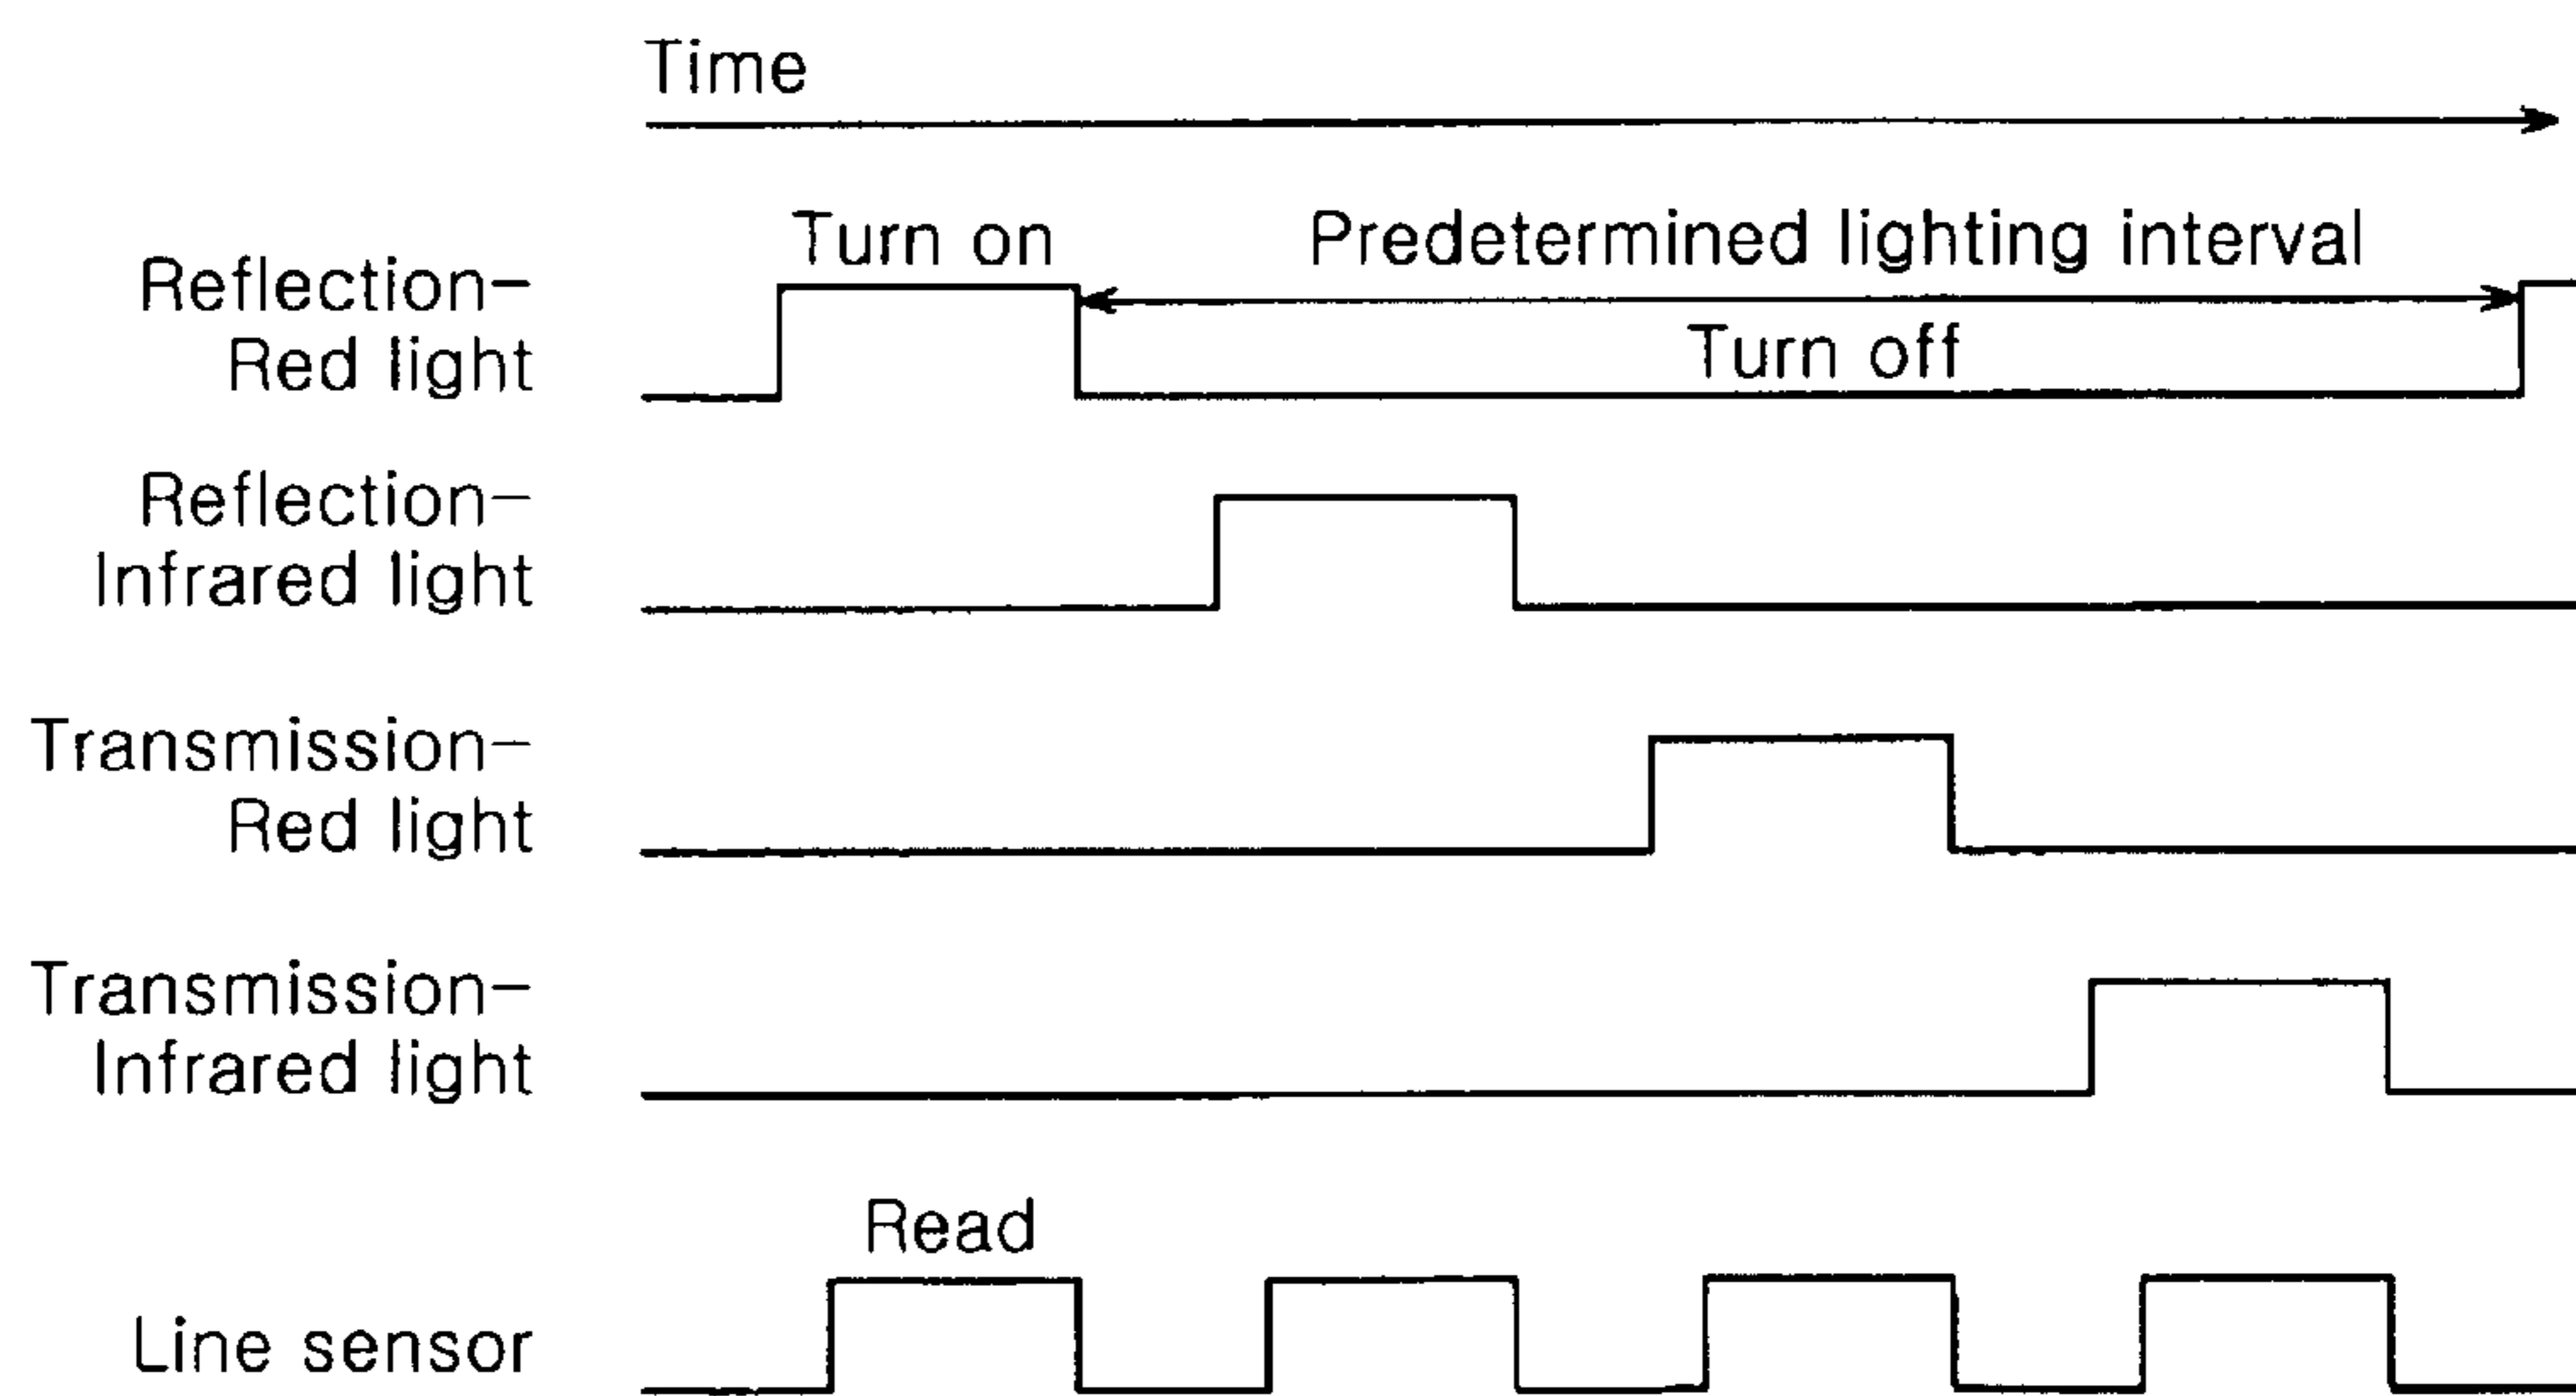 Time
Turn on
Predetermined lighting interval
Reflection-
Red light
Turn off
Reflection-
Infrared light
Transmission-
Red light
Transmission-
Infrared light
Read
Line sensor